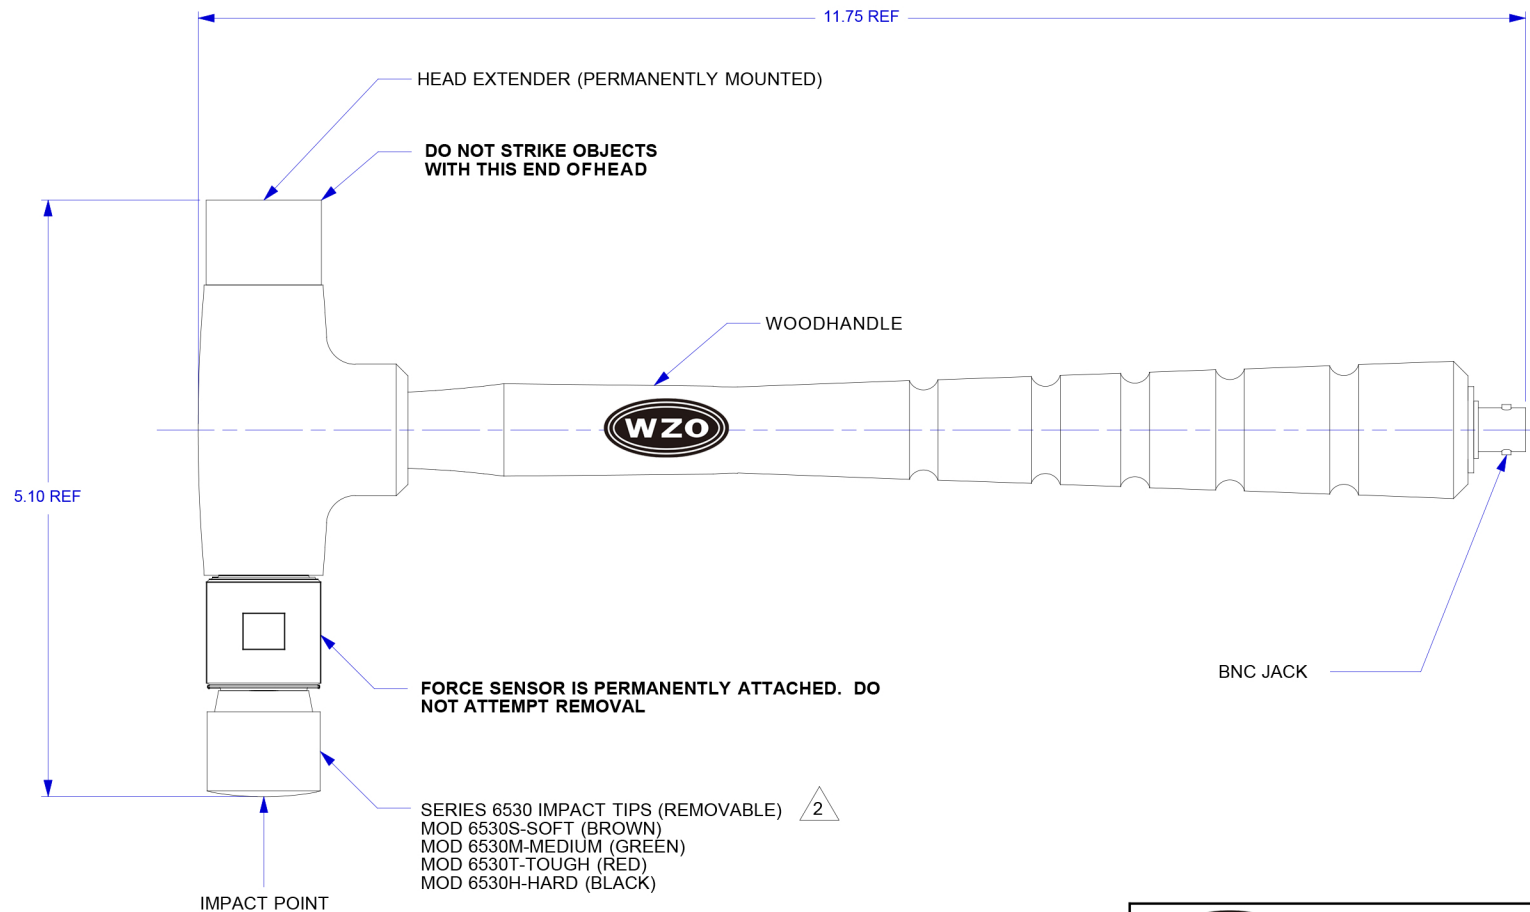 11.75 REF
HEAD EXTENDER (PERMANENTLY MOUNTED)
DO NOT STRIKE OBJECTS
WITH THIS END OFHEAD
WOODHANDLE
WZO
5.10 REF
BNC JACK
FORCE SENSOR IS PERMANENTLY ATTACHED. DO
NOT ATTEMPT REMOVAL
SERIES 6530 IMPACT TIPS (REMOVABLE) 2
MOD 6530S-SOFT (BROWN)
MOD 6530M-MEDIUM (GREEN)
MOD 6530T-TOUGH (RED)
MOD 6530H-HARD (BLACK)
IMPACT POINT